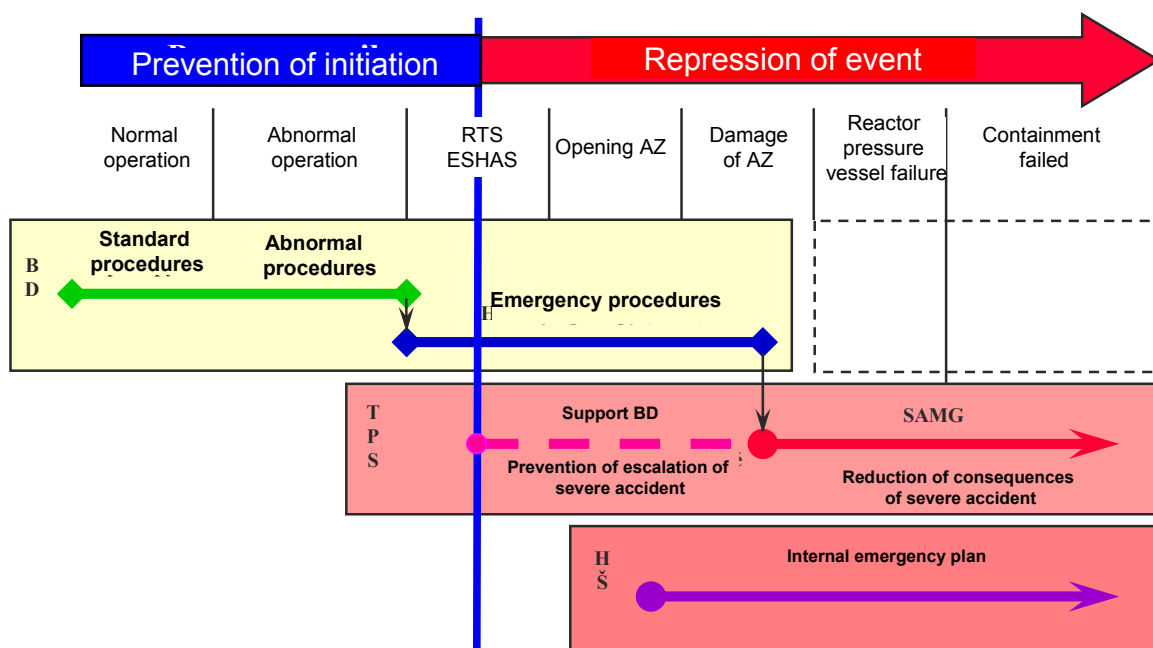 Prevention of initiation
Repression of event
Normal
operation
Abnormal
operation
RTS
ESHAS
Opening AZ
Damage
of AZ
Reactor
pressure
vessel failure
Containment
failed
B
D
Standard
procedures
Abnormal
procedures
Emergency procedures
T
P
S
Support BD
Prevention of escalation of
severe accident
SAMG
Reduction of consequences
of severe accident
H
Š
Internal emergency plan